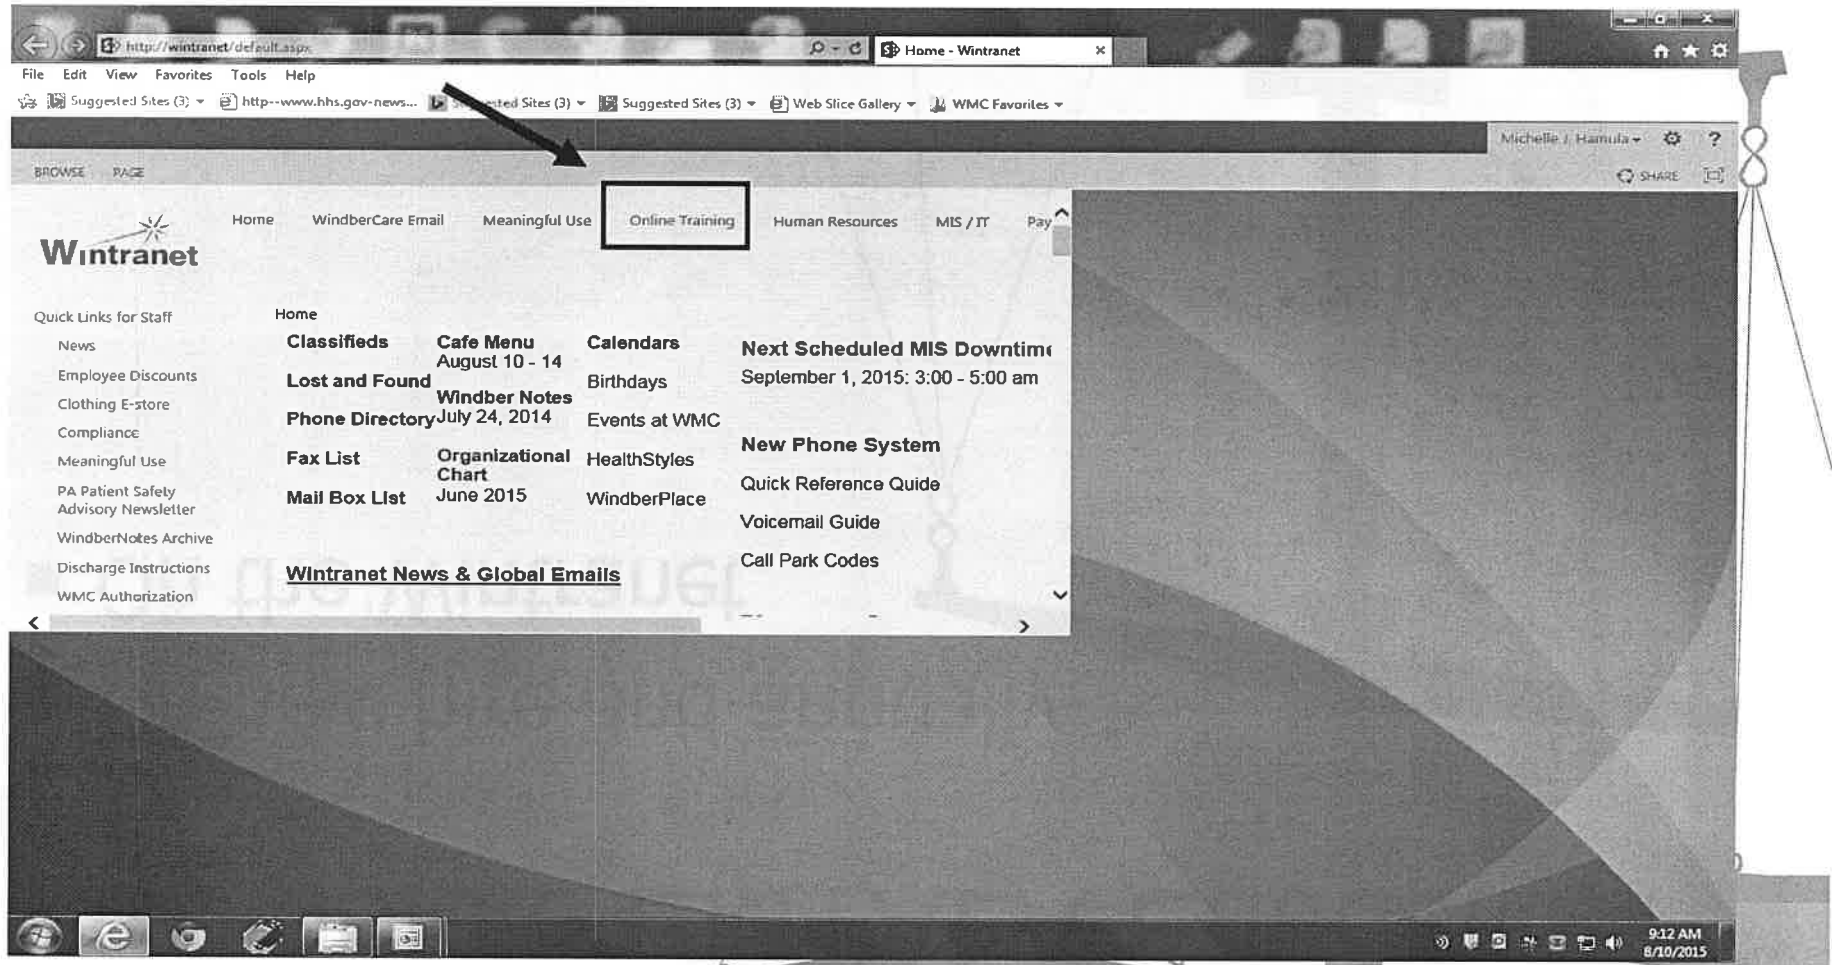 http://wintranet/default.aspx
Home - Wintranet
File Edit View Favorites Tools Help
Suggested Sites (3) http--www.hhs.gov-news... Sites (3) Suggested Sites (3) Web Slice Gallery WMC Favorites
Michelle J. Hamula ?
BROWSE PAGE
SHARE
Wintranet
Home WindberCare Email Meaningful Use Online Training Human Resources MIS / IT Pay
Quick Links for Staff
News
Employee Discounts
Clothing E-store
Compliance
Meaningful Use
PA Patient Safety
Advisory Newsletter
WindberNotes Archive
Discharge Instructions
WMC Authorization
Home
Classifieds
Lost and Found
Phone Directory
Fax List
Mail Box List
Cafe Menu
August 10 - 14
Windber Notes
July 24, 2014
Organizational
Chart
June 2015
Calendars
Birthdays
Events at WMC
HealthStyles
WindberPlace
Next Scheduled MIS Downtime
September 1, 2015: 3:00 - 5:00 am
New Phone System
Quick Reference Quide
Voicemail Guide
Call Park Codes
Wintranet News & Global Emails
9:12 AM
8/10/2015